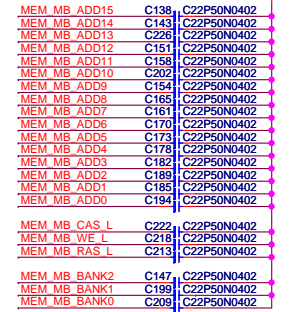 MEM_MB_ADD15 C138 C22P50N0402
MEM_MB_ADD14 C143 C22P50N0402
MEM_MB_ADD13 C226 C22P50N0402
MEM_MB_ADD12 C151 C22P50N0402
MEM_MB_ADD11 C158 C22P50N0402
MEM_MB_ADD10 C202 C22P50N0402
MEM_MB_ADD9 C154 C22P50N0402
MEM_MB_ADD8 C165 C22P50N0402
MEM_MB_ADD7 C161 C22P50N0402
MEM_MB_ADD6 C170 C22P50N0402
MEM_MB_ADD5 C173 C22P50N0402
MEM_MB_ADD4 C178 C22P50N0402
MEM_MB_ADD3 C182 C22P50N0402
MEM_MB_ADD2 C189 C22P50N0402
MEM_MB_ADD1 C185 C22P50N0402
MEM_MB_ADD0 C194 C22P50N0402
MEM_MB_CAS_L C222 C22P50N0402
MEM_MB_WE_L C218 C22P50N0402
MEM_MB_RAS_L C213 C22P50N0402
MEM_MB_BANK2 C147 C22P50N0402
MEM_MB_BANK1 C199 C22P50N0402
MEM_MB_BANK0 C209 C22P50N0402